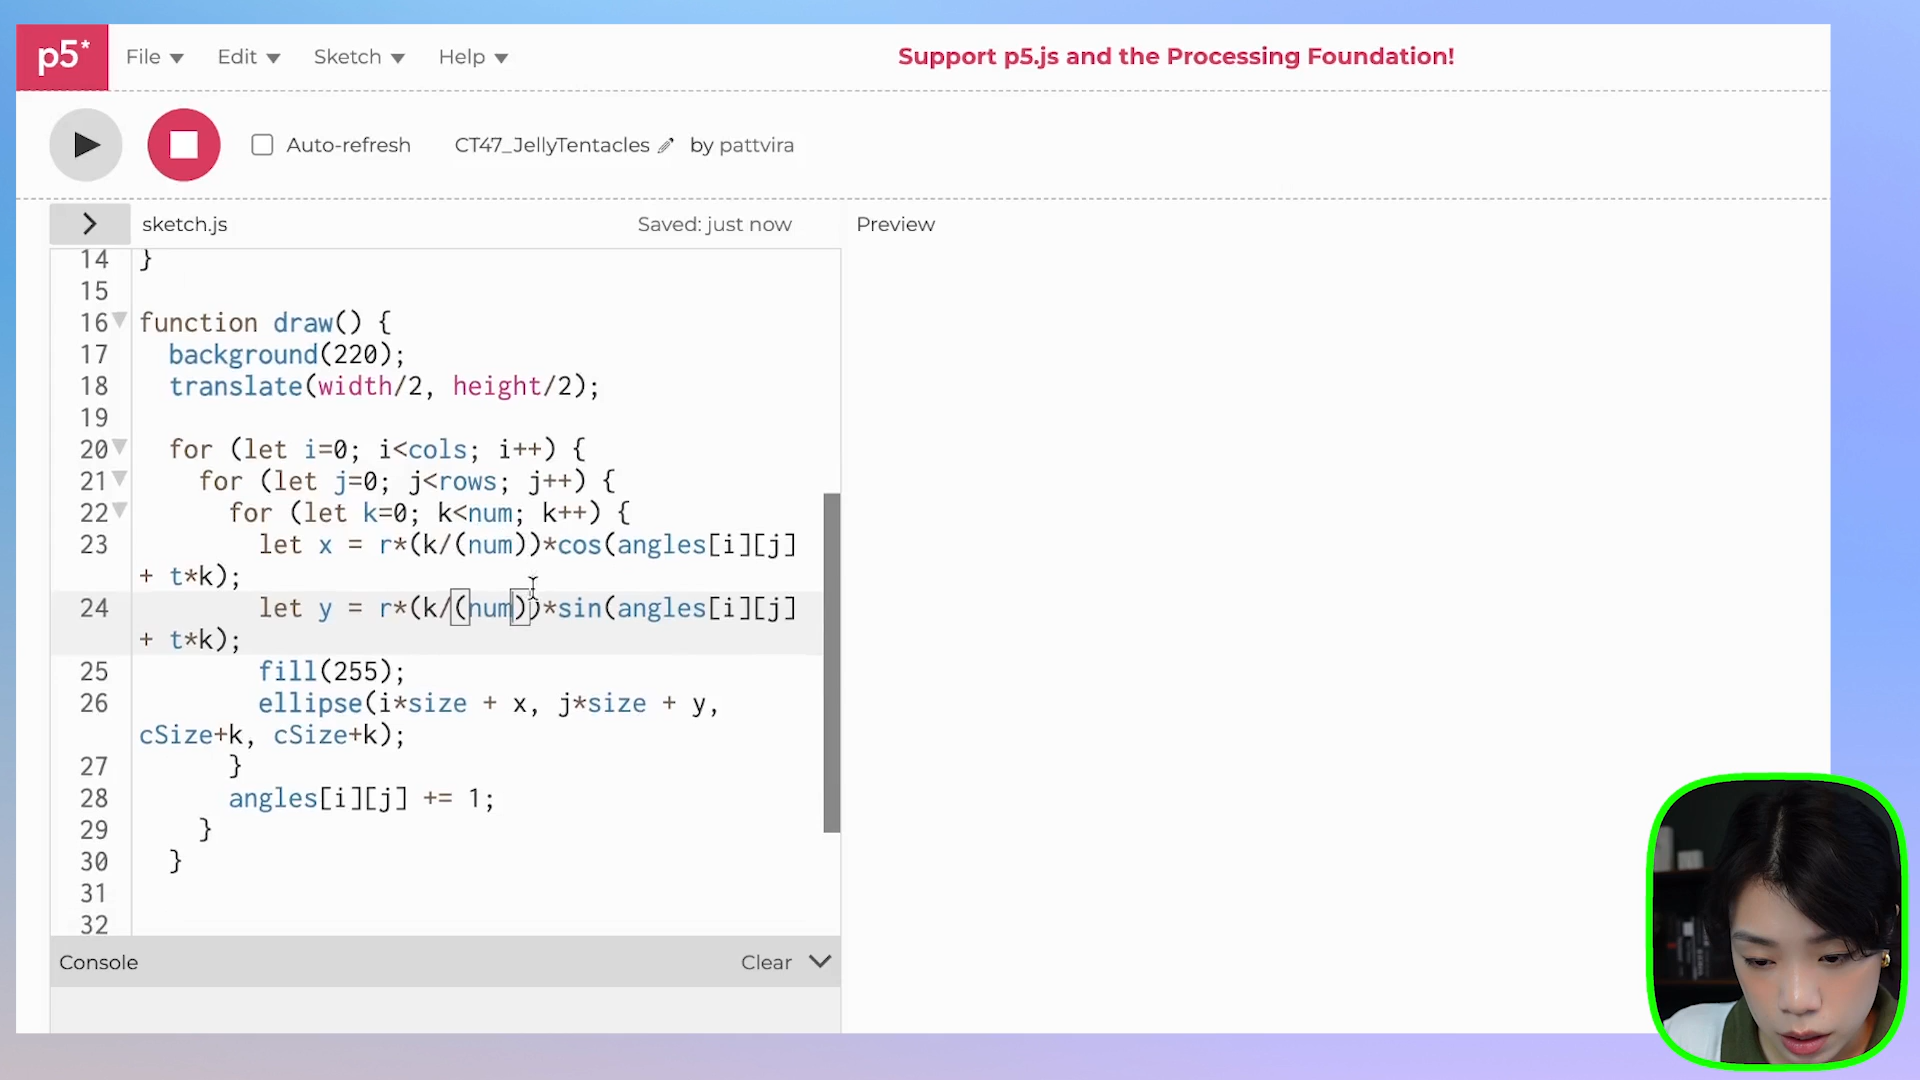 p5*
File
Edit
Sketch
Help
Support p5.js and the Processing Foundation!
Auto-refresh
CT47_JellyTentacles
by pattvira
sketch.js
Saved: just now
Preview
14 }
15
16 function draw() {
17 background(220);
18 translate(width/2, height/2);
19
20 for (let i=0; i<cols; i++) {
21 for (let j=0; j<rows; j++) {
22 for (let k=0; k<num; k++) {
23 let x = r*(k/(num))*cos(angles[i][j]
+ t*k);
24 let y = r*(k/(num))*sin(angles[i][j]
+ t*k);
25 fill(255);
26 ellipse(i*size + x, j*size + y,
cSize+k, cSize+k);
27 }
28 angles[i][j] += 1;
29 }
30 }
31
32
Console
Clear